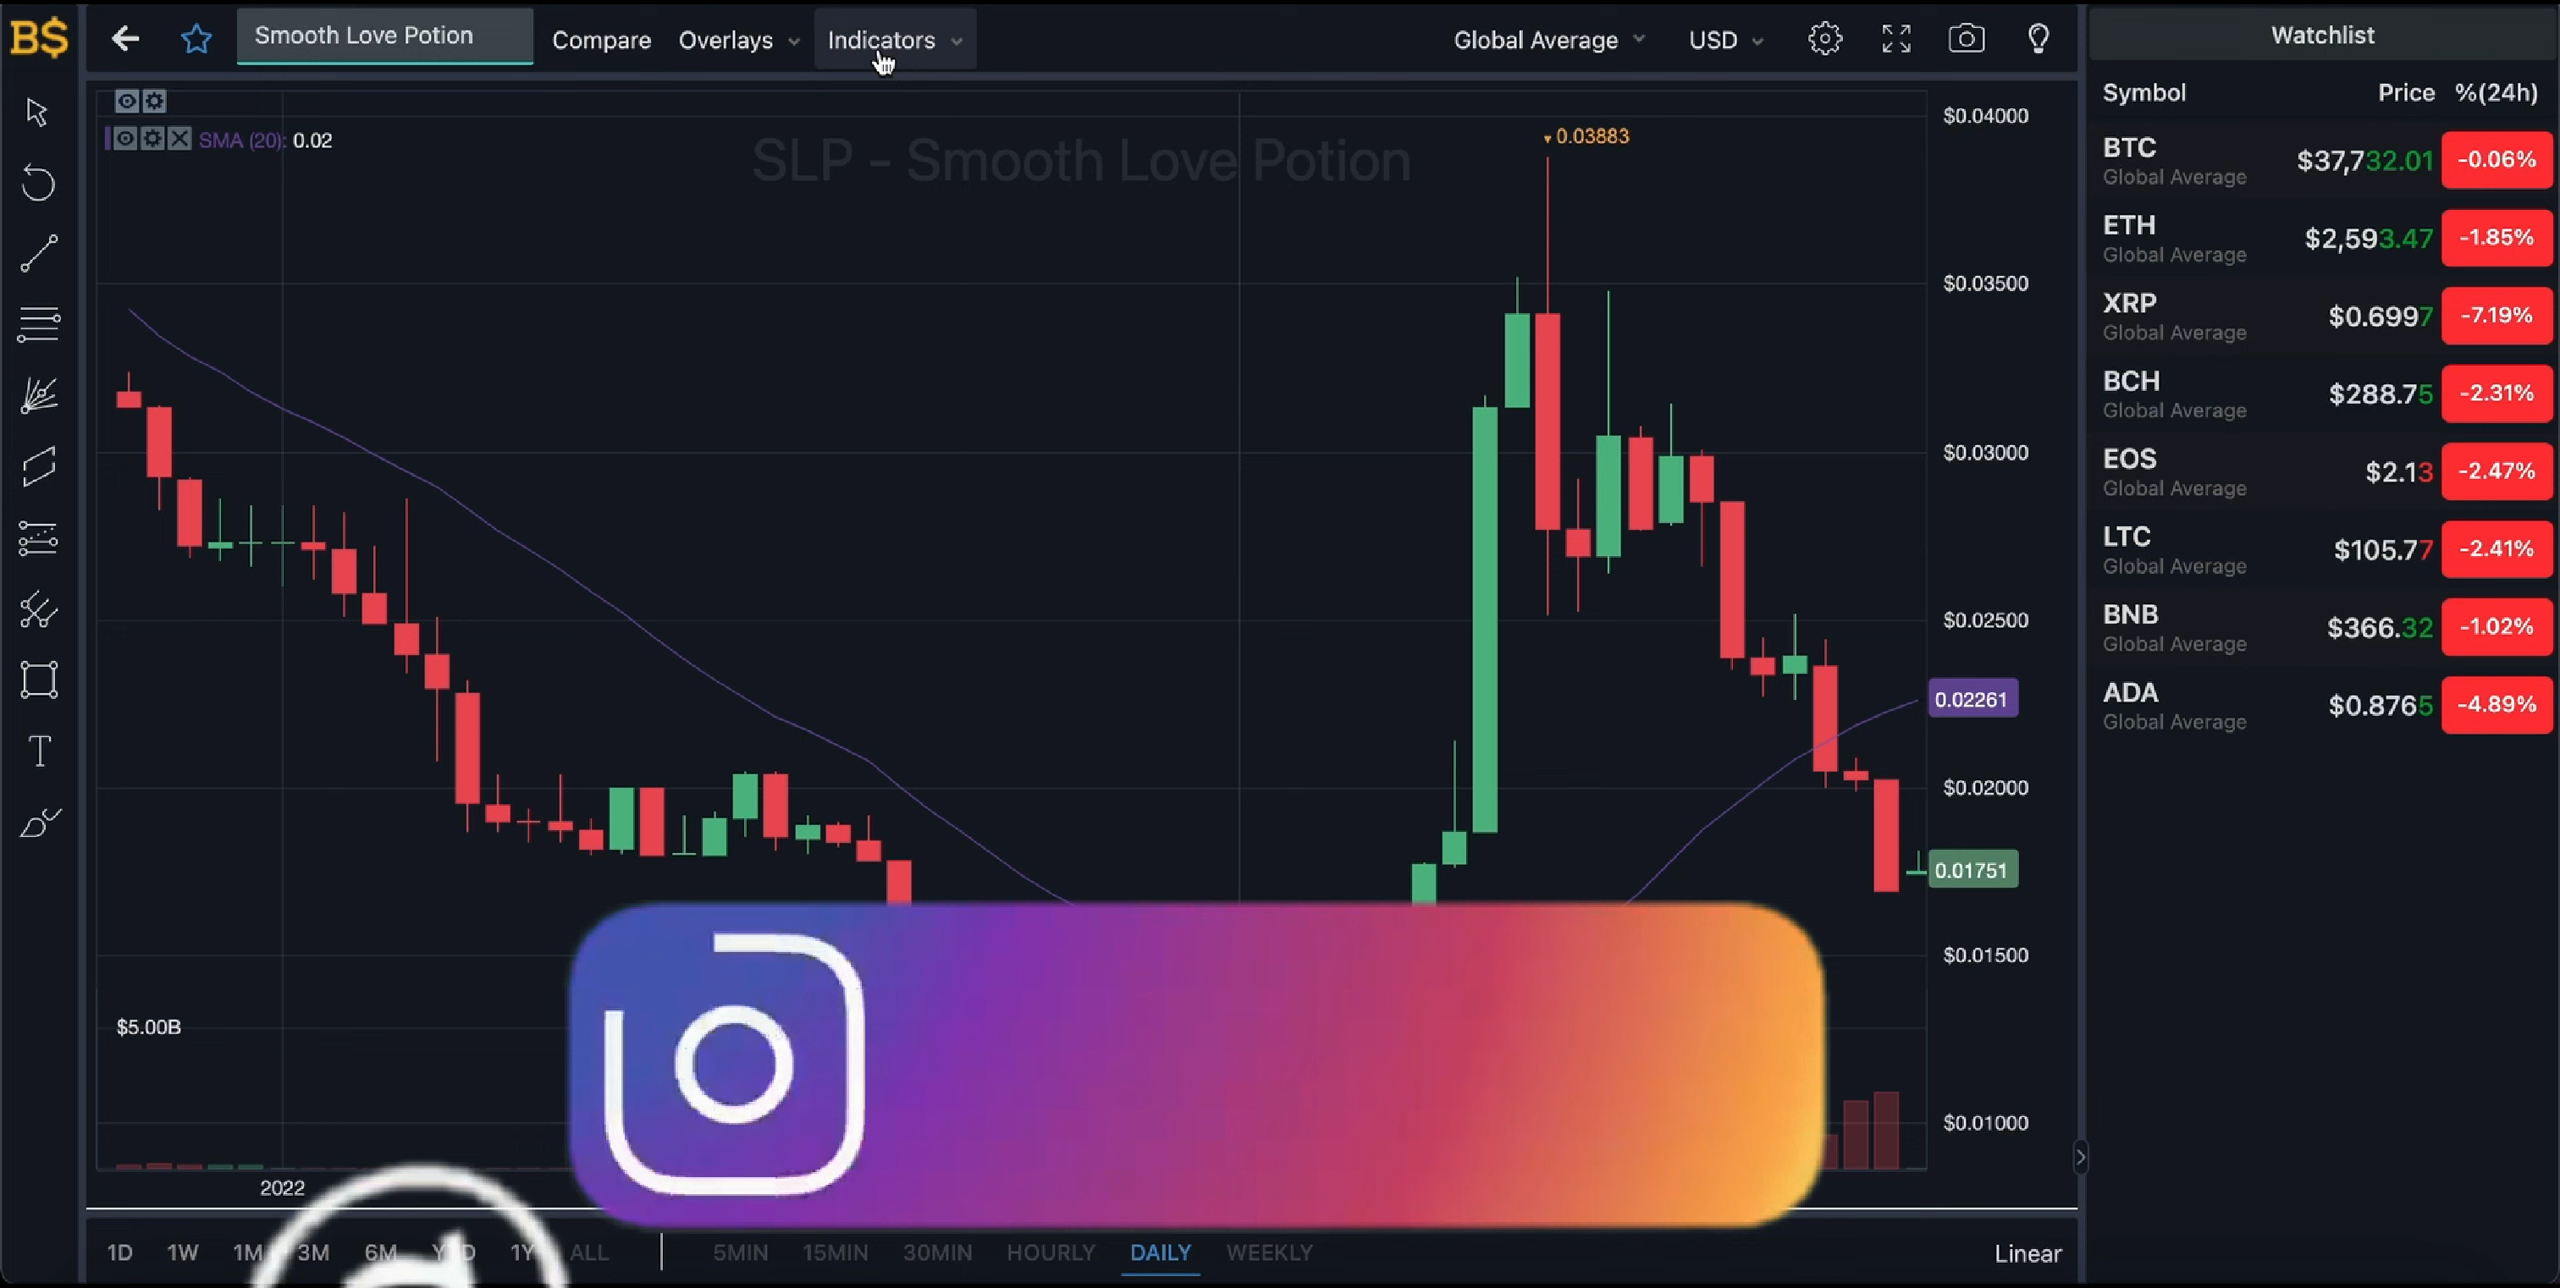 B$
Smooth Love Potion
Compare
Overlays
Indicators
Global Average
USD
Watchlist
Symbol Price %(24h)
SMA (20): 0.02
SLP - Smooth Love Potion
0.03883
$0.04000
$0.03500
$0.03000
$0.02500
0.02261
$0.02000
0.01751
$0.01500
$0.01000
$5.00B
2022
BTC $37,732.01 -0.06%
Global Average
ETH $2,593.47 -1.85%
Global Average
XRP $0.6997 -7.19%
Global Average
BCH $288.75 -2.31%
Global Average
EOS $2.13 -2.47%
Global Average
LTC $105.77 -2.41%
Global Average
BNB $366.32 -1.02%
Global Average
ADA $0.8765 -4.89%
Global Average
1D 1W 1M 3M 6M 1Y ALL 5MIN 15MIN 30MIN HOURLY DAILY WEEKLY Linear